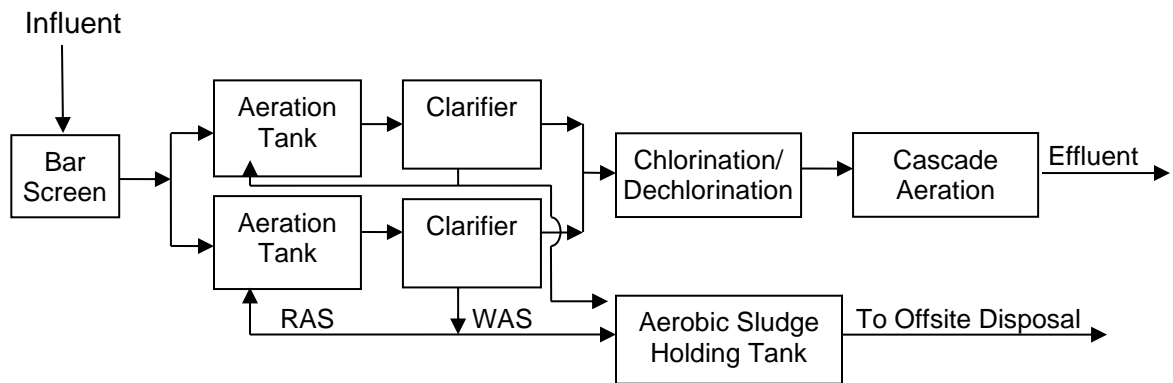 Influent
Bar
Screen
Aeration
Tank
Clarifier
Aeration
Tank
Clarifier
Chlorination/
Dechlorination
Cascade
Aeration
Effluent
RAS
WAS
Aerobic Sludge
Holding Tank
To Offsite Disposal